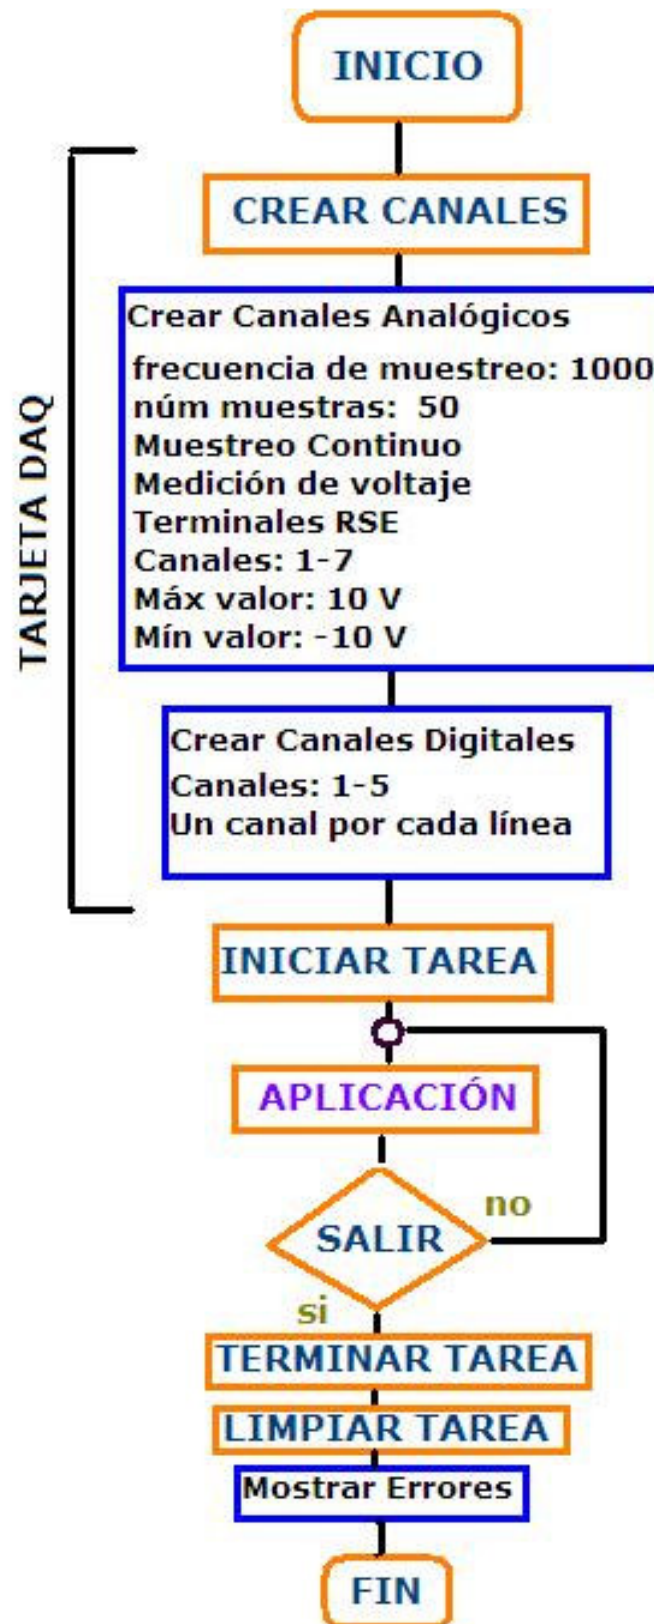 INICIO
CREAR CANALES
TARJETA DAQ
Crear Canales Analógicos
frecuencia de muestreo: 1000
núm muestras: 50
Muestreo Continuo
Medición de voltaje
Terminales RSE
Canales: 1-7
Máx valor: 10 V
Mín valor: -10 V
Crear Canales Digitales
Canales: 1-5
Un canal por cada línea
INICIAR TAREA
APLICACIÓN
SALIR
no
si
TERMINAR TAREA
LIMPIAR TAREA
Mostrar Errores
FIN